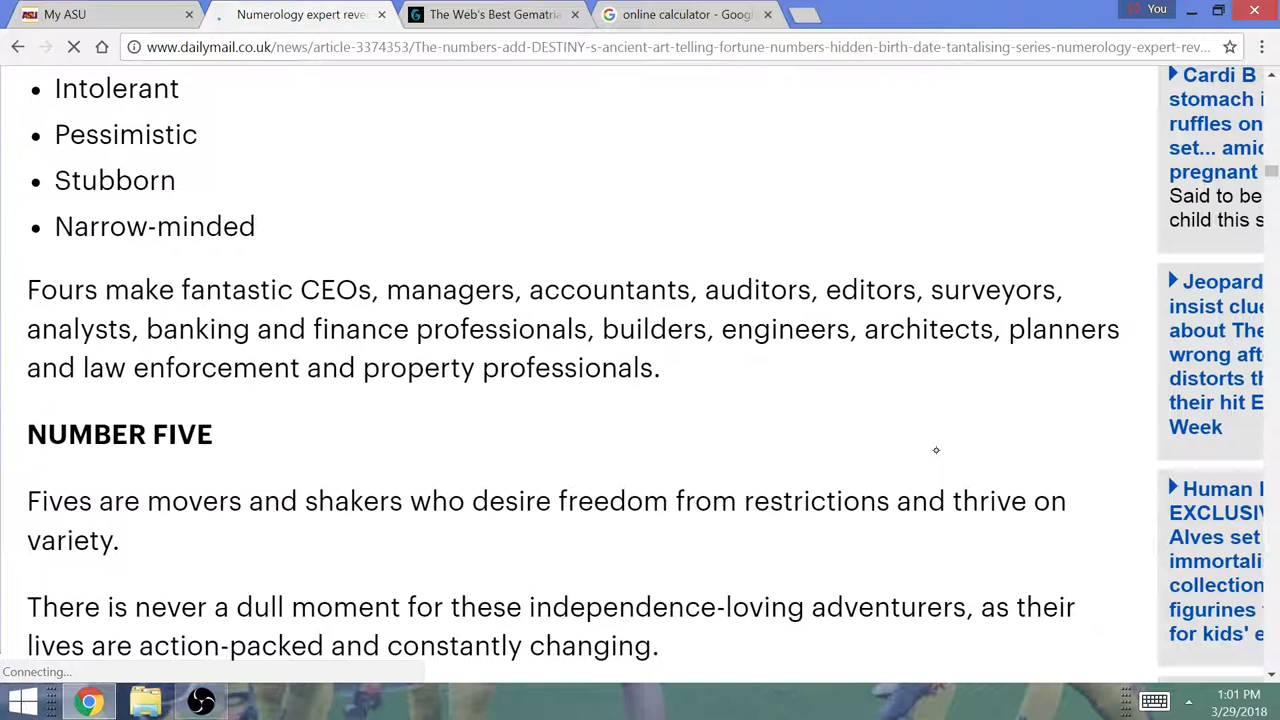 My ASU
Numerology expert reve
The Web's Best Gematria
online calculator - Googl
You
www.dailymail.co.uk/news/article-3374353/The-numbers-add-DESTINY-s-ancient-art-telling-fortune-numbers-hidden-birth-date-tantalising-series-numerology-expert-rev...
• Intolerant
• Pessimistic
• Stubborn
• Narrow-minded
Fours make fantastic CEOs, managers, accountants, auditors, editors, surveyors,
analysts, banking and finance professionals, builders, engineers, architects, planners
and law enforcement and property professionals.
NUMBER FIVE
Fives are movers and shakers who desire freedom from restrictions and thrive on
variety.
There is never a dull moment for these independence-loving adventurers, as their
lives are action-packed and constantly changing.
Cardi B
stomach i
ruffles on
set... amid
pregnant
Said to be
child this s
Jeopard
insist clue
about The
wrong afte
distorts th
their hit E
Week
Human
EXCLUSIV
Alves set
immortali
collection
figurines
for kids' e
Connecting...
1:01 PM
3/29/2018